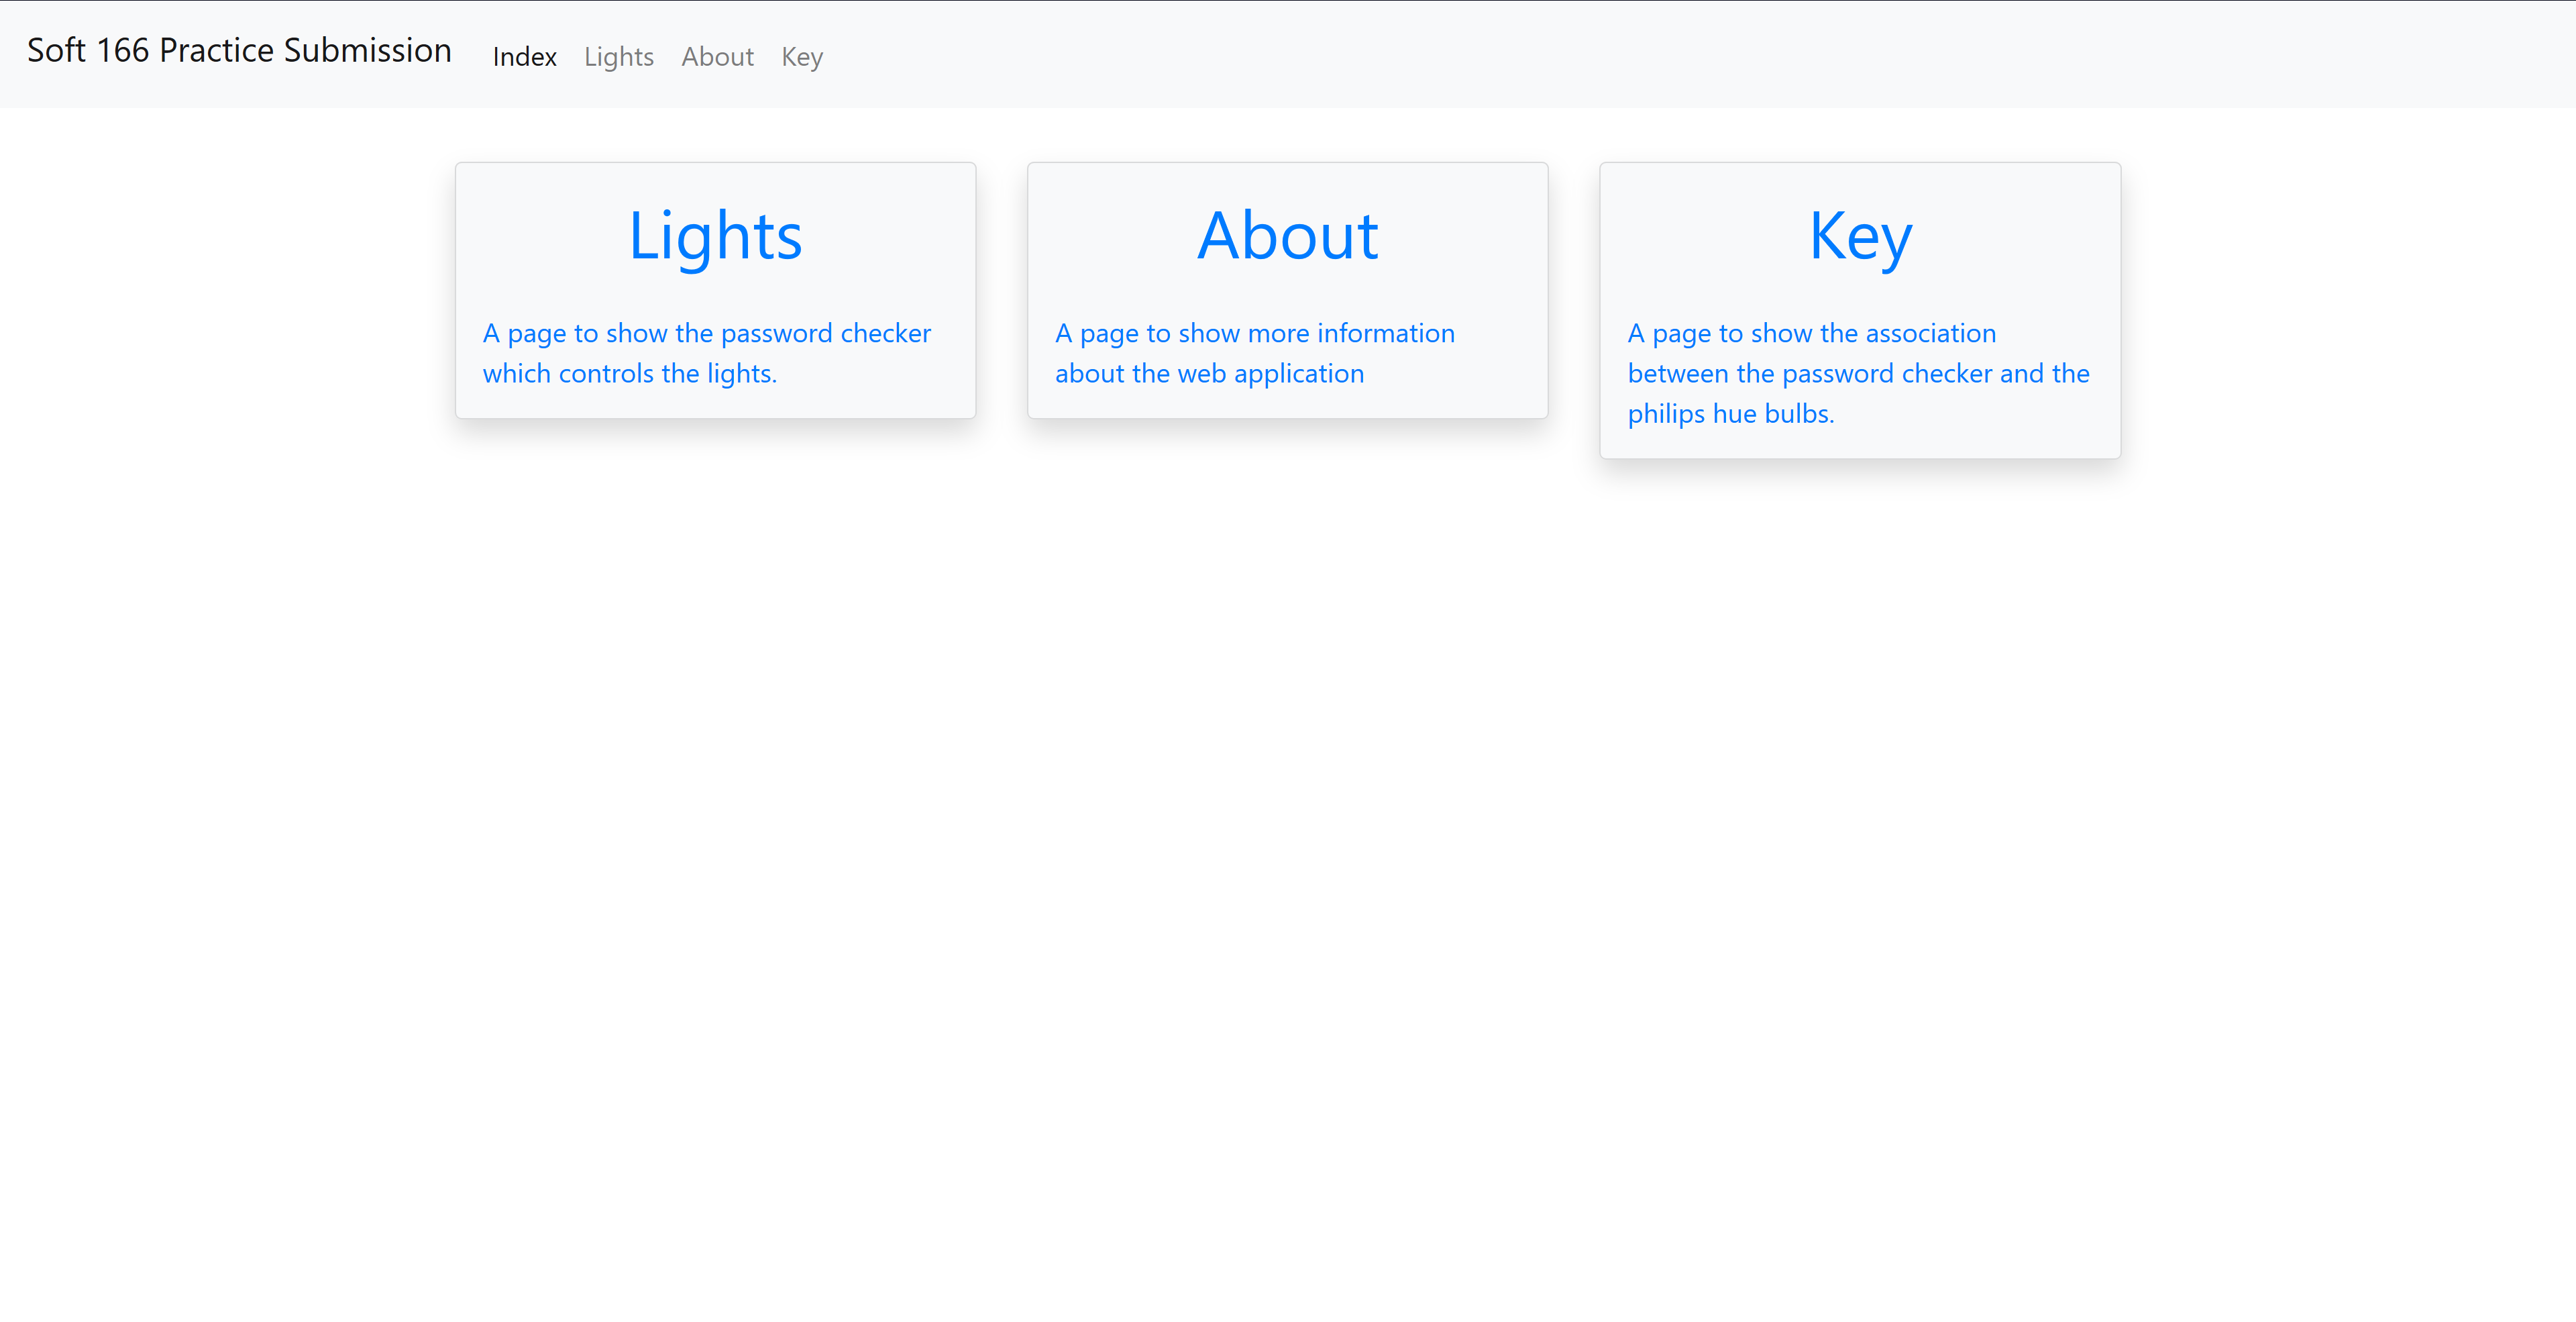 Soft 166 Practice Submission Index Lights About Key
Lights
A page to show the password checker
which controls the lights.
About
A page to show more information
about the web application
Key
A page to show the association
between the password checker and the
philips hue bulbs.